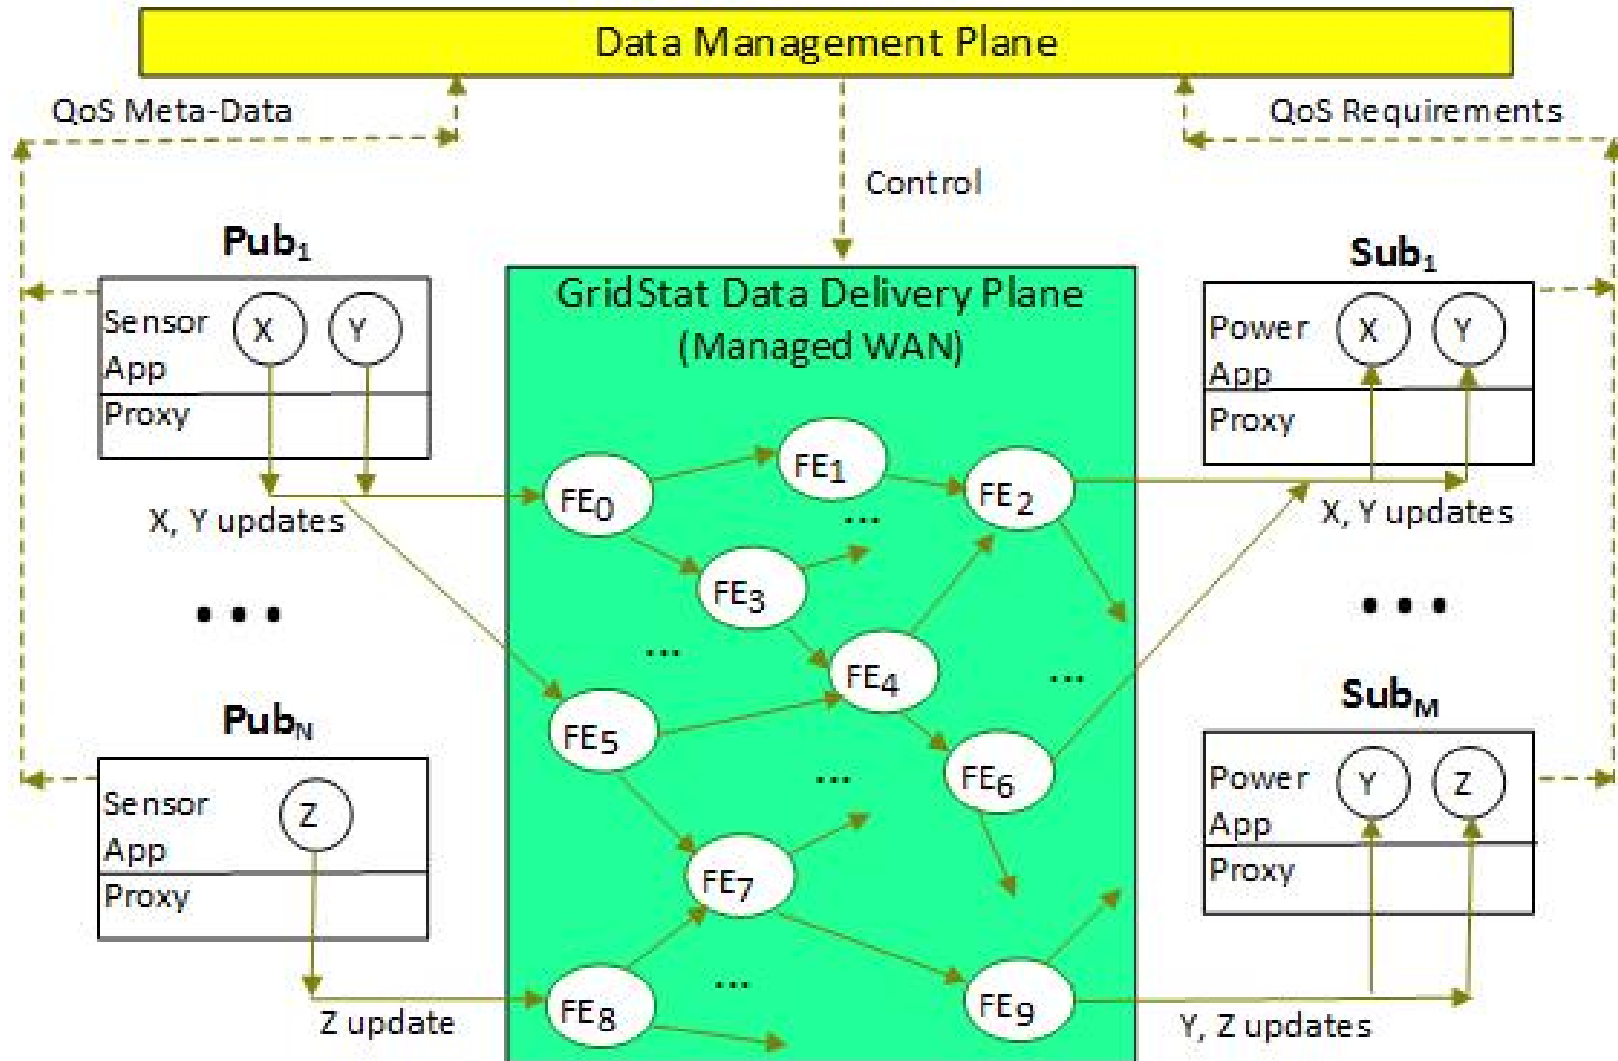 Data Management Plane
QoS Meta-Data
QoS Requirements
Control
Pub1
Sensor
App
X
Y
Proxy
X, Y updates
...
PubN
Sensor
App
Z
Proxy
Z update
GridStat Data Delivery Plane
(Managed WAN)
FE0
FE1
FE2
...
FE3
...
FE4
...
FE5
...
FE6
FE7
...
FE8
FE9
Sub1
Power
App
X
Y
Proxy
X, Y updates
...
SubM
Power
App
Y
Z
Proxy
Y, Z updates